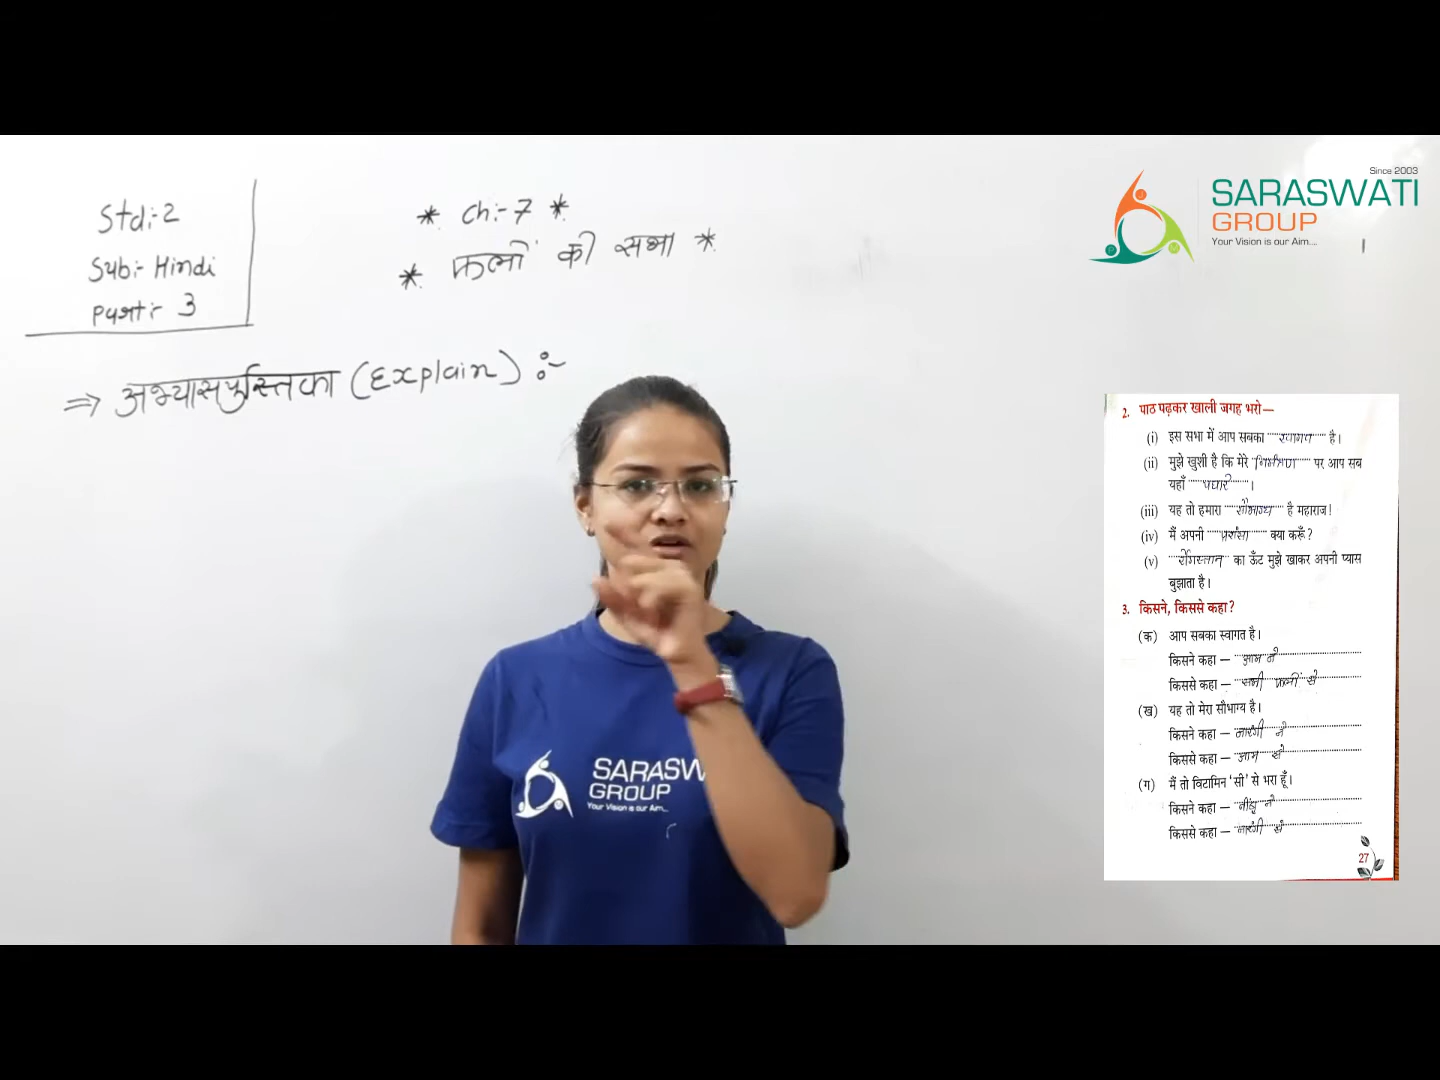 Std:-2
Sub:- Hindi
Part:- 3
* Ch:-7 *
* फलों की सभा *
⇒ अभ्यासपुस्तिका (Explain) :-
Since 2003
SARASWATI
GROUP
Your Vision is our Aim....
2. पाठ पढ़कर खाली जगह भरो—
(i) इस सभा में आप सबका स्वागत है।
(ii) मुझे खुशी है कि मेरे निमंत्रण पर आप सब
यहाँ पधारे ।
(iii) यह तो हमारा सौभाग्य है महाराज!
(iv) मैं अपनी प्रशंसा क्या करूँ?
(v) रेगिस्तान का ऊँट मुझे खाकर अपनी प्यास
बुझाता है।
3. किसने, किससे कहा?
(क) आप सबका स्वागत है।
किसने कहा — आम ने
किससे कहा — सभी फलों से
(ख) यह तो मेरा सौभाग्य है।
किसने कहा — नारंगी ने
किससे कहा — आम से
(ग) मैं तो विटामिन 'सी' से भरा हूँ।
किसने कहा — नींबू ने
किससे कहा — नारंगी से
27
SARASW
GROUP
Your Vision is our Aim...